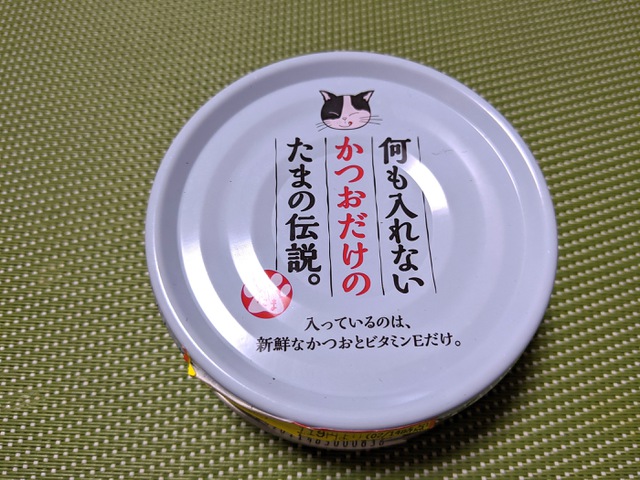 何も入れない
かつおだけの
たまの伝説。
入っているのは、
新鮮なかつおとビタミンEだけ。